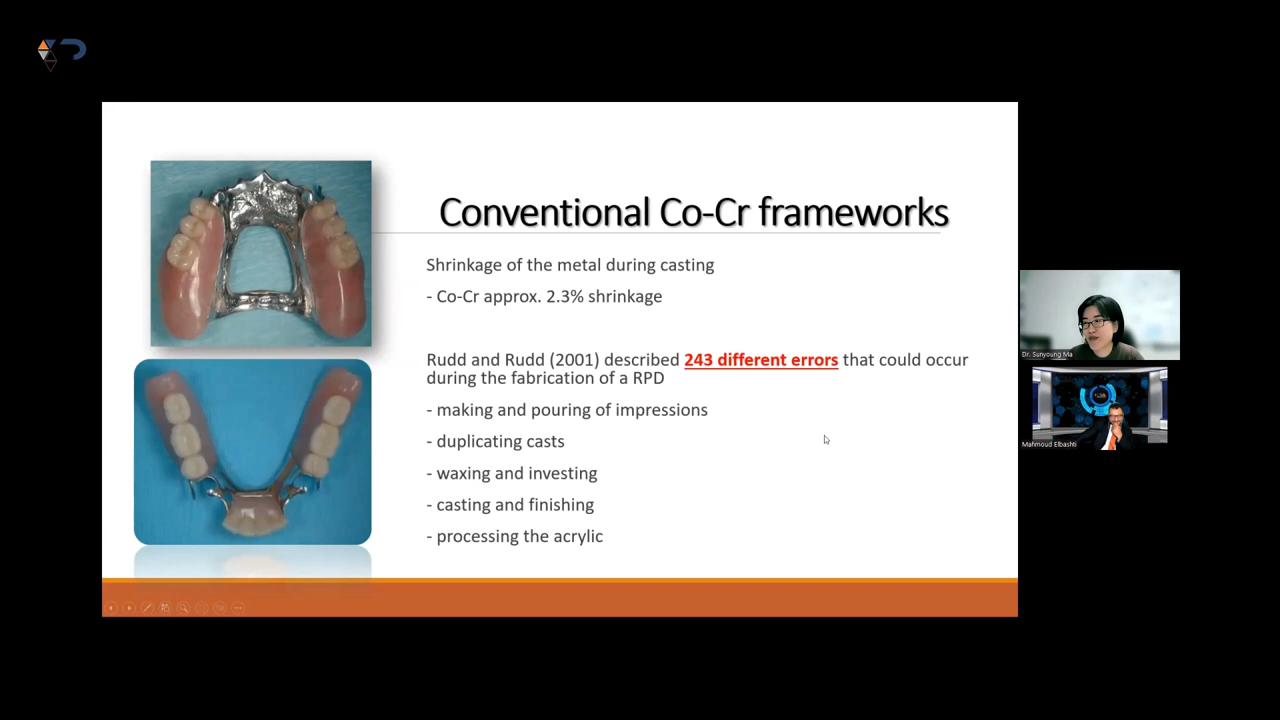 Conventional Co-Cr frameworks
Shrinkage of the metal during casting
- Co-Cr approx. 2.3% shrinkage
Rudd and Rudd (2001) described 243 different errors that could occur
during the fabrication of a RPD
- making and pouring of impressions
- duplicating casts
- waxing and investing
- casting and finishing
- processing the acrylic
Dr. Sunyoung Ma
Mahmoud Elbashti